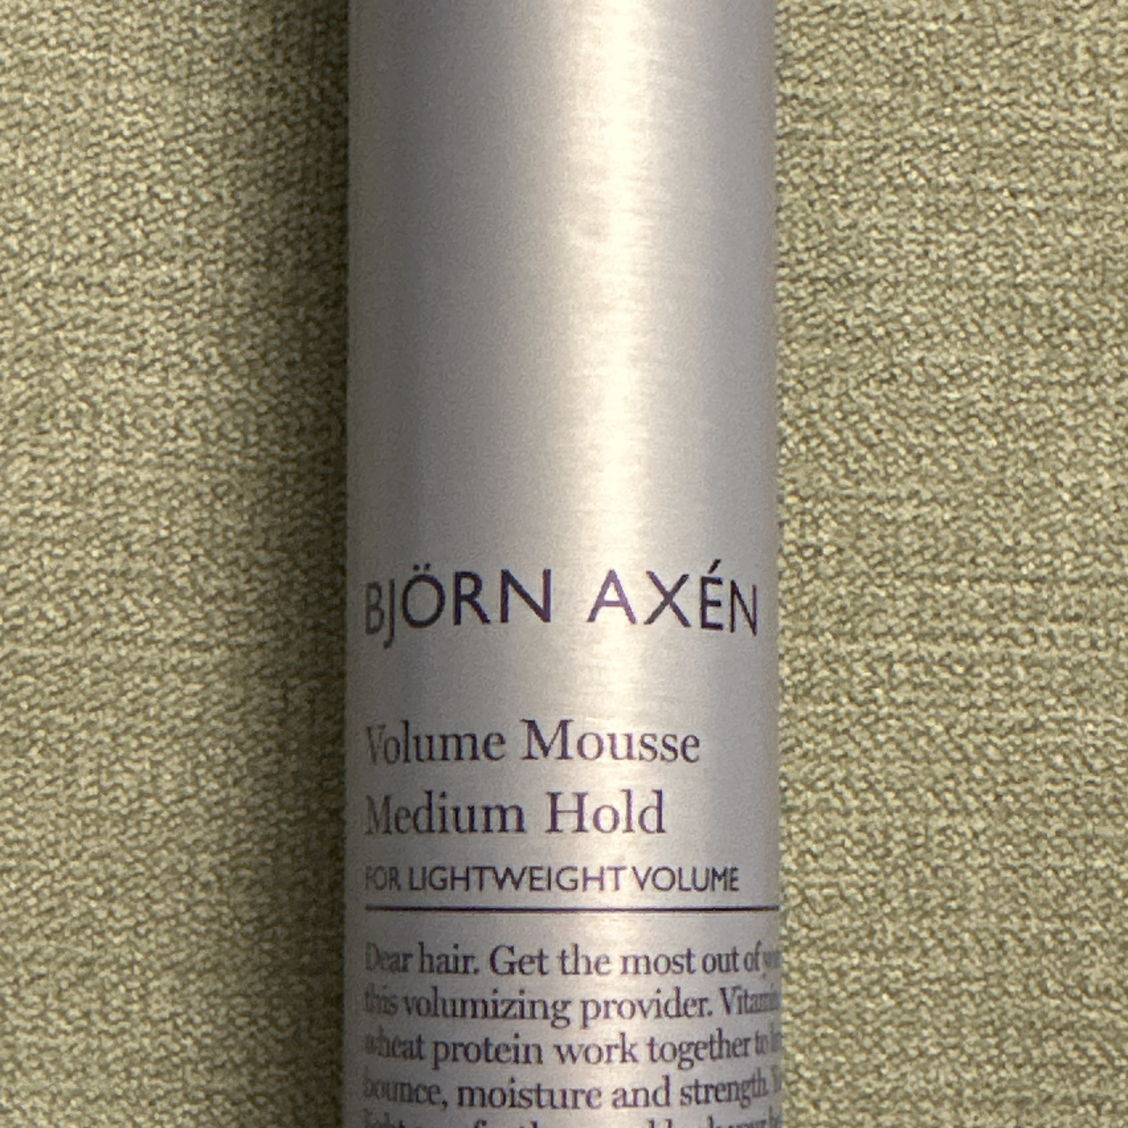 BJÖRN AXÉN
Volume Mousse
Medium Hold
FOR LIGHTWEIGHT VOLUME
Dear hair. Get the most out of
this volumizing provider.
wheat protein work together to
bounce, moisture and strength.